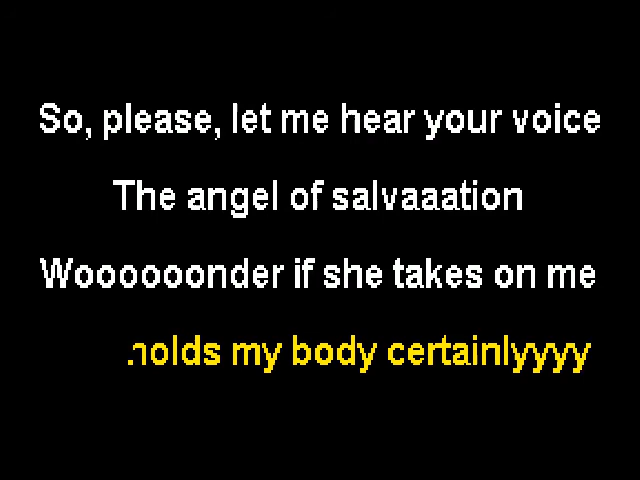 So, please, let me hear your voice
The angel of salvaaation
Wooooooonder if she takes on me
my body certainlyyyy